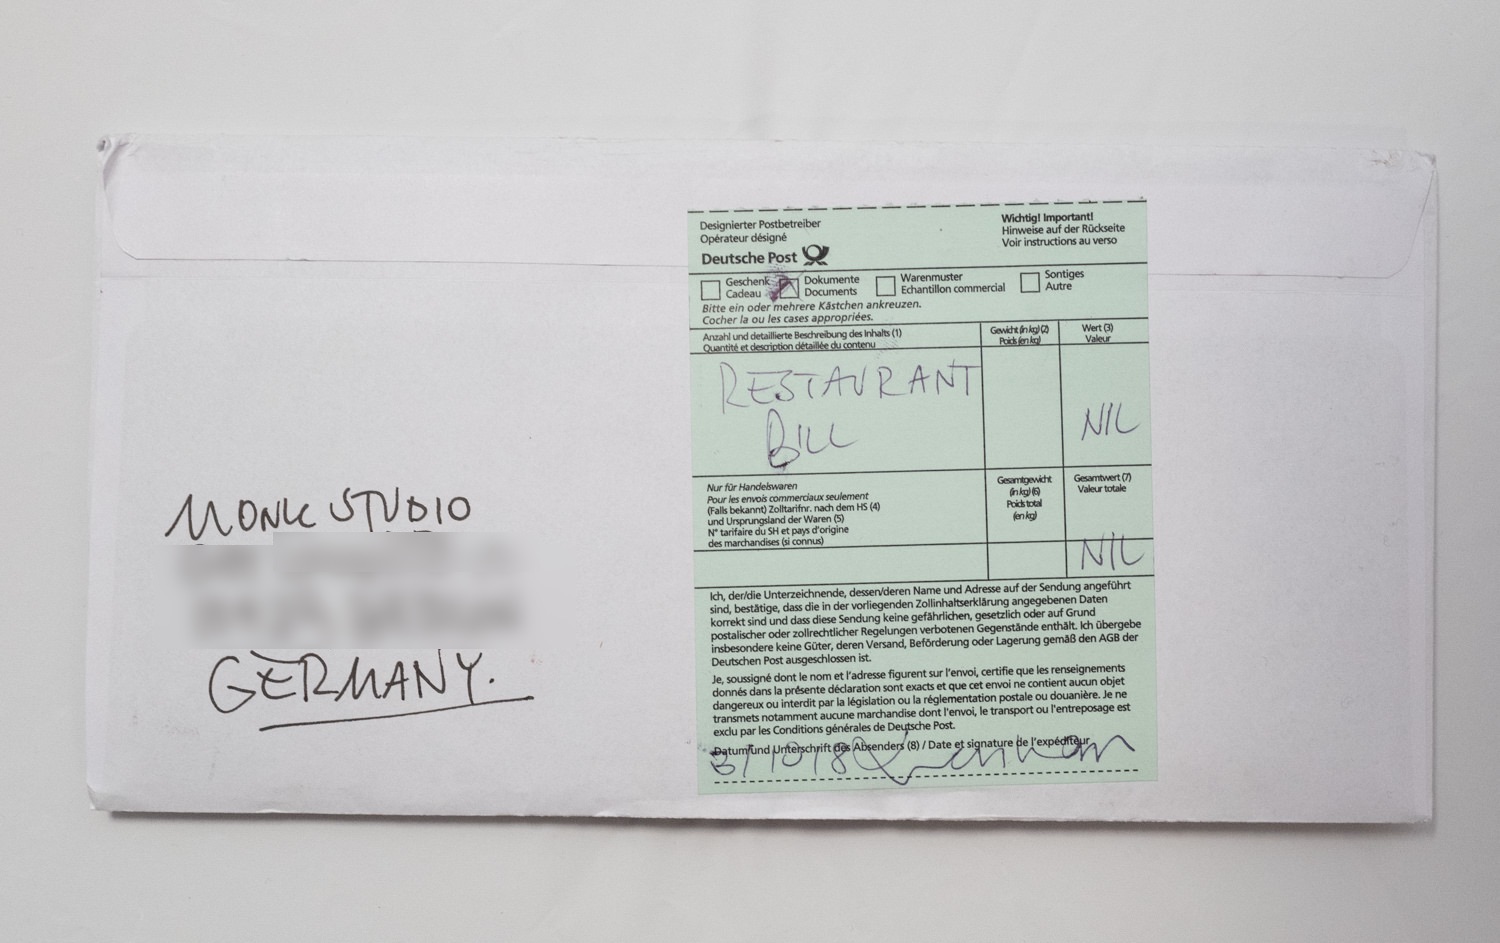 MONK STUDIO
GERMANY.
Designierter Postbetreiber
Opérateur désigné
Deutsche Post
Wichtig! Important!
Hinweise auf der Rückseite
Voir instructions au verso
Geschenk
Cadeau
Dokumente
Documents
Warenmuster
Echantillon commercial
Sontiges
Autre
Bitte ein oder mehrere Kästchen ankreuzen.
Cocher la ou les cases appropriées.
Anzahl und detaillierte Beschreibung des Inhalts (1)
Quantité et description détaillée du contenu
Gewicht (in kg) (2)
Poids (en kg)
Wert (3)
Valeur
RESTAURANT
BILL
NIL
Nur für Handelswaren
Pour les envois commerciaux seulement
(Falls bekannt) Zolltarifnr. nach dem HS (4)
und Ursprungsland der Waren (5)
N° tarifaire du SH et pays d'origine
des marchandises (si connus)
Gesamtgewicht
(in kg) (6)
Poids total
(en kg)
Gesamtwert (7)
Valeur totale
NIL
Ich, der/die Unterzeichnende, dessen/deren Name und Adresse auf der Sendung angeführt
sind, bestätige, dass die in der vorliegenden Zollinhaltserklärung angegebenen Daten
korrekt sind und dass diese Sendung keine gefährlichen, gesetzlich oder auf Grund
postalischer oder zollrechtlicher Regelungen verbotenen Gegenstände enthält. Ich übergebe
insbesondere keine Güter, deren Versand, Beförderung oder Lagerung gemäß den AGB der
Deutschen Post ausgeschlossen ist.
Je, soussigné dont le nom et l'adresse figurent sur l'envoi, certifie que les renseignements
donnés dans la présente déclaration sont exacts et que cet envoi ne contient aucun objet
dangereux ou interdit par la législation ou la réglementation postale ou douanière. Je ne
transmets notamment aucune marchandise dont l'envoi, le transport ou l'entreposage est
exclu par les Conditions générales de Deutsche Post.
Datum und Unterschrift des Absenders (8) / Date et signature de l'expéditeur
3/10/18